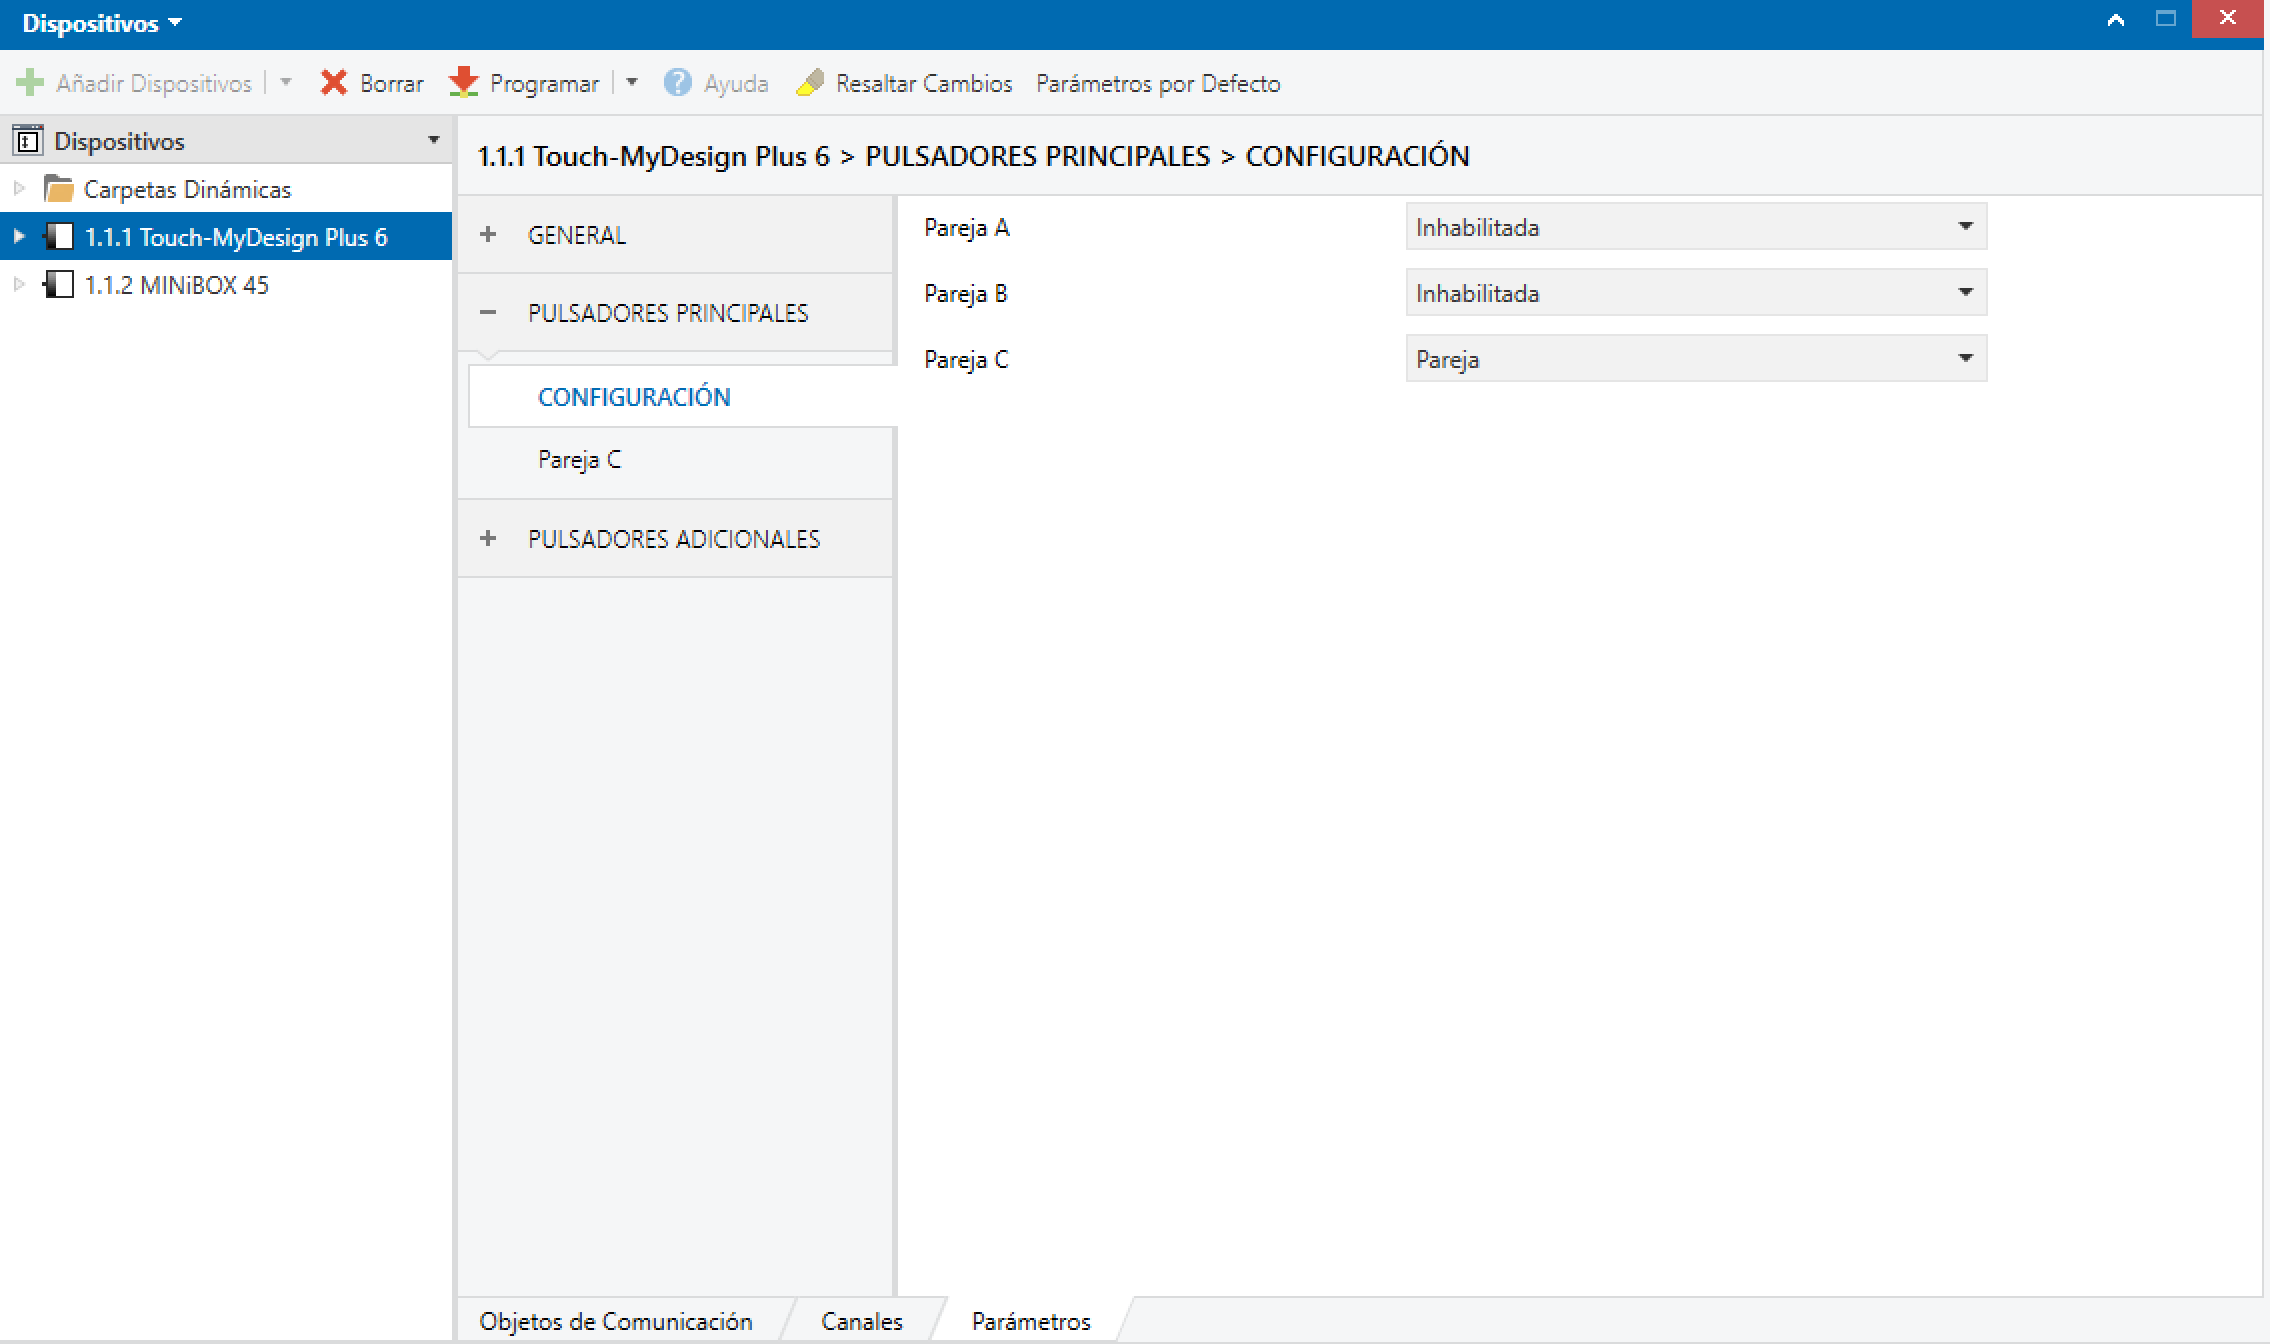 Dispositivos
Añadir Dispositivos Borrar Programar Ayuda Resaltar Cambios Parámetros por Defecto
Dispositivos
Carpetas Dinámicas
1.1.1 Touch-MyDesign Plus 6
1.1.2 MINiBOX 45
1.1.1 Touch-MyDesign Plus 6 > PULSADORES PRINCIPALES > CONFIGURACIÓN
+ GENERAL
− PULSADORES PRINCIPALES
CONFIGURACIÓN
Pareja C
+ PULSADORES ADICIONALES
Pareja A Inhabilitada
Pareja B Inhabilitada
Pareja C Pareja
Objetos de Comunicación Canales Parámetros